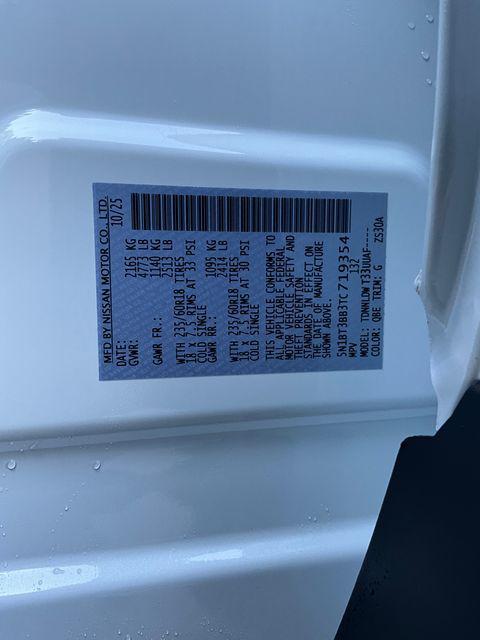 MFD BY NISSAN MOTOR CO., LTD.
DATE: 10/25
GVWR: 2165 KG
4773 LB
GAWR FR.: 1140 KG
2513 LB
WITH 235/60R18 TIRES
18 x 7.5 RIMS AT 33 PSI
COLD SINGLE
GAWR RR.: 1095 KG
2414 LB
WITH 235/60R18 TIRES
18 x 7.5 RIMS AT 30 PSI
COLD SINGLE
THIS VEHICLE CONFORMS TO
ALL APPLICABLE FEDERAL
MOTOR VEHICLE SAFETY AND
THEFT PREVENTION
STANDARDS IN EFFECT ON
THE DATE OF MANUFACTURE
SHOWN ABOVE.
5N1BT3BB3TC719354
MPV 132
MODEL: TDNNLDWT33UUAF----
COLOR: QBE TRIM: G ZS30A